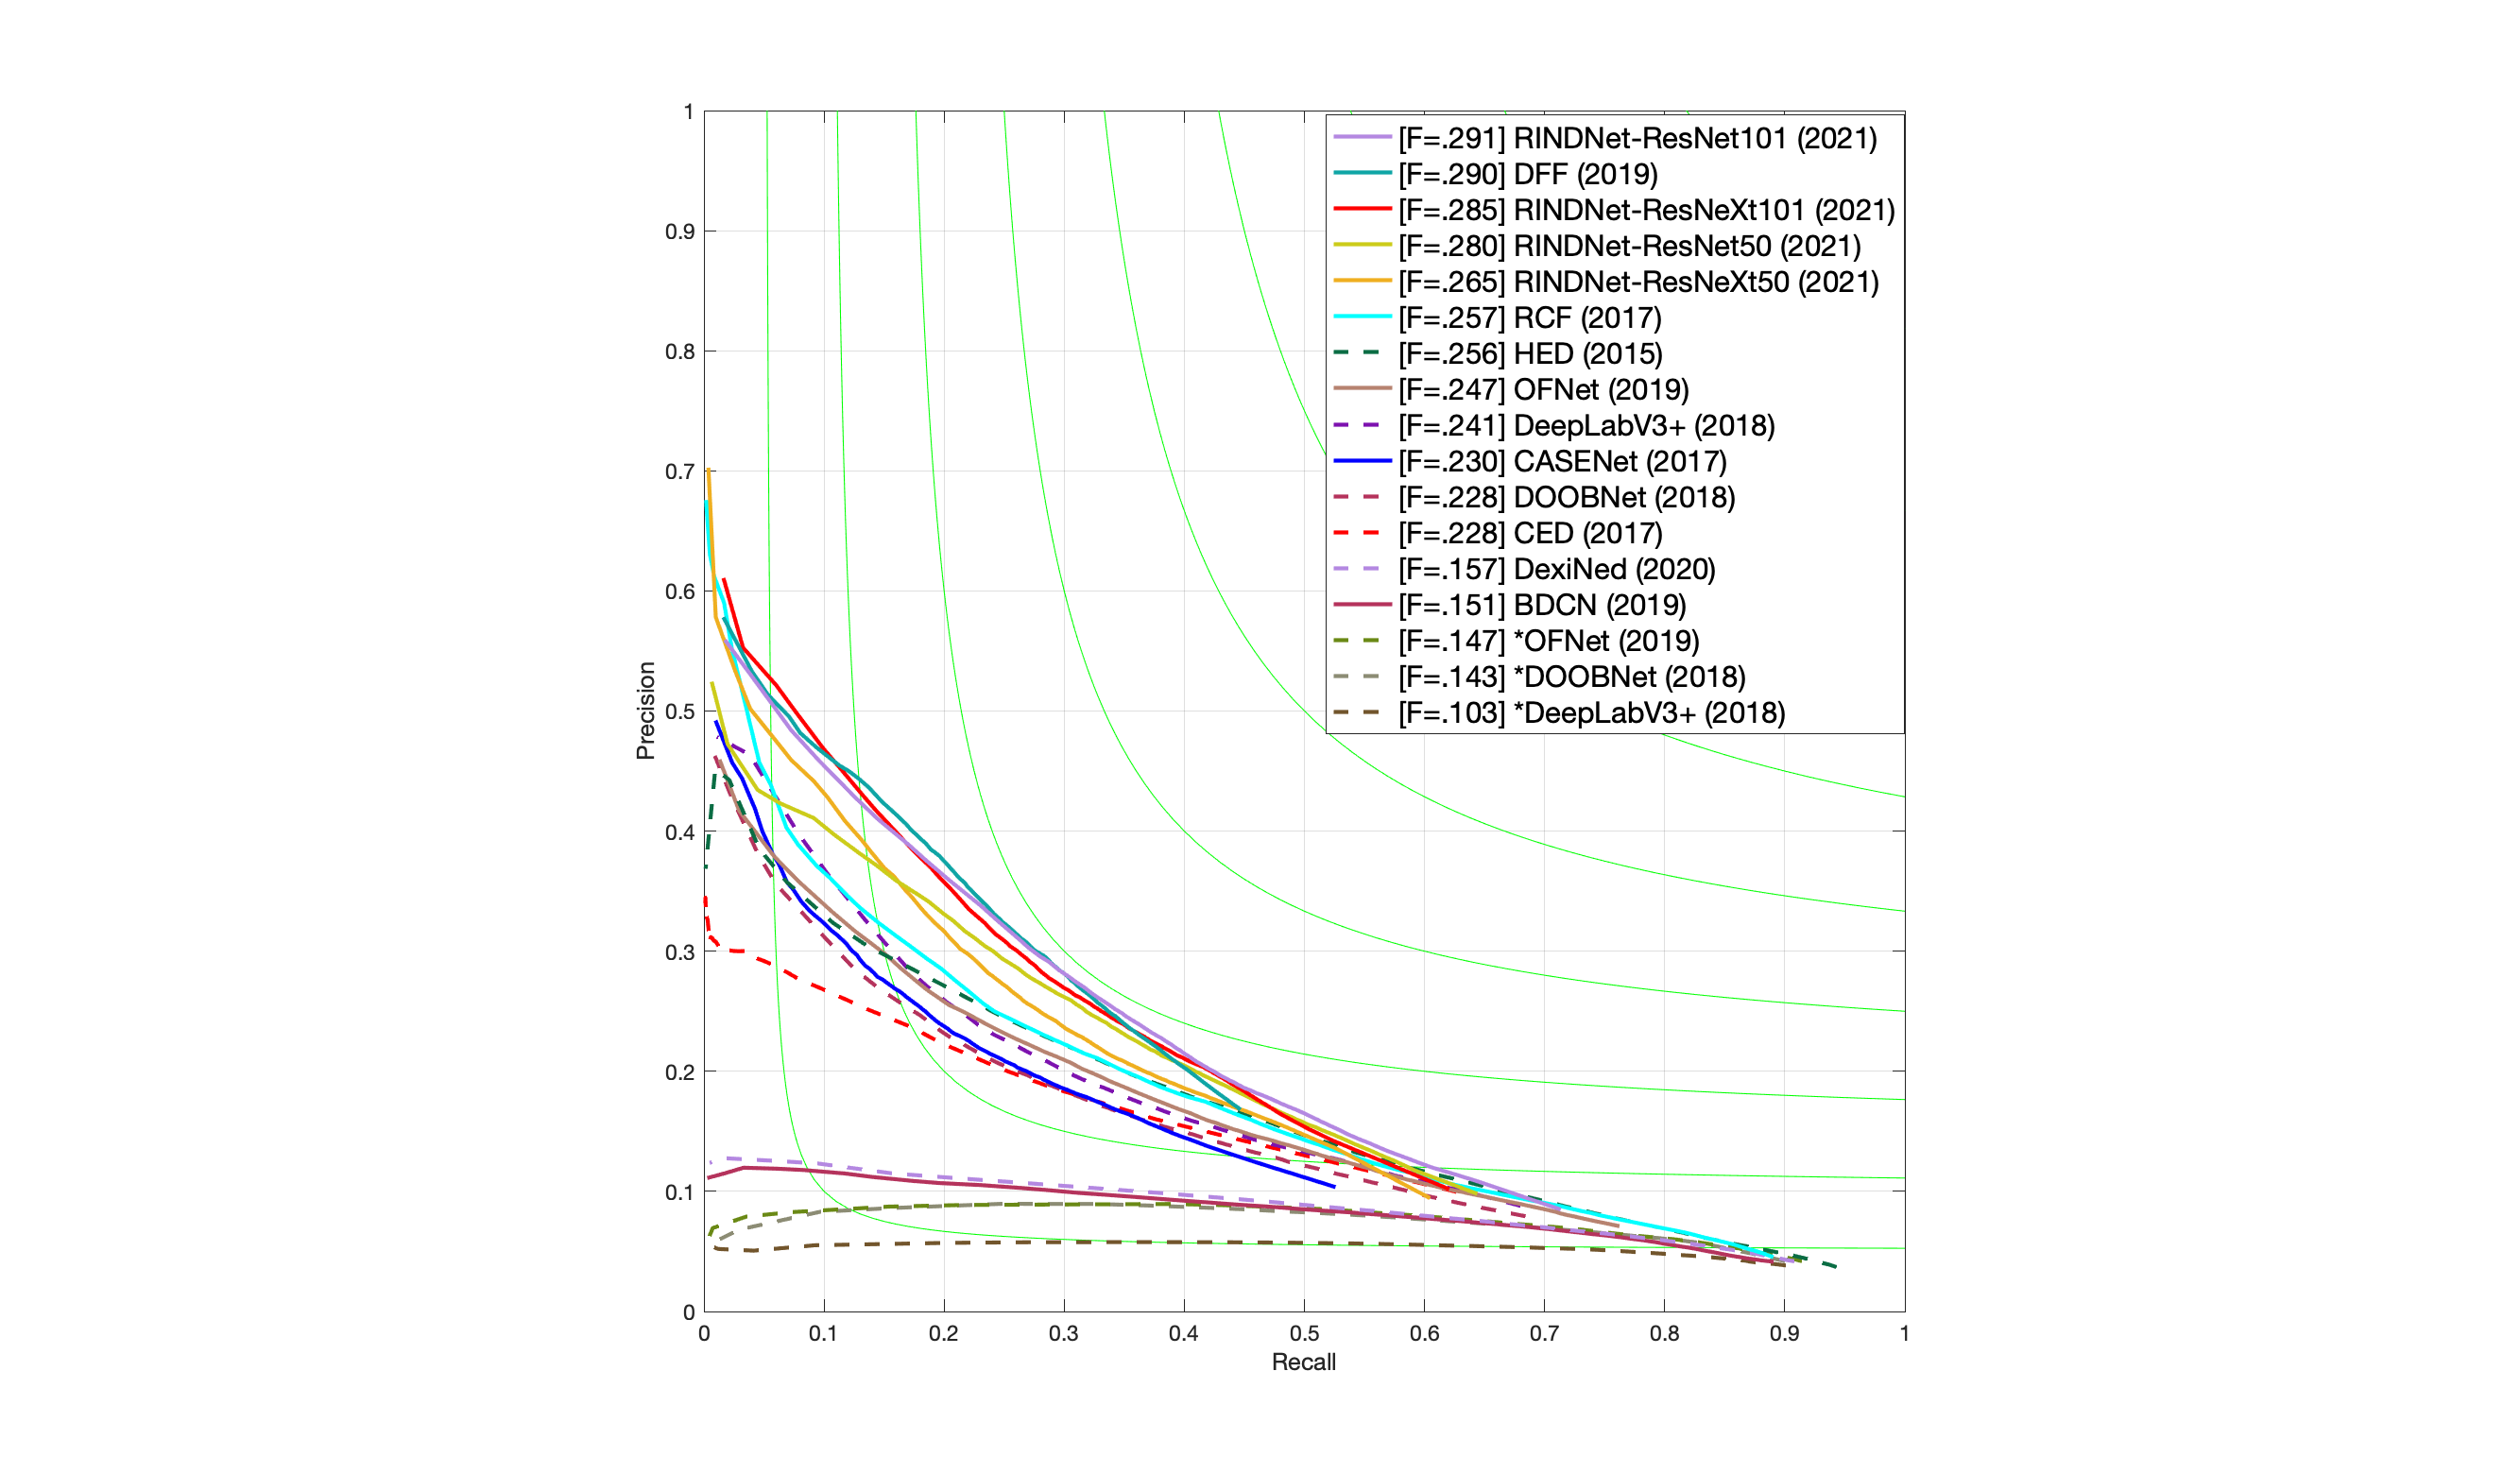 1
0.9
0.8
0.7
0.6
0.5
0.4
0.3
0.2
0.1
0
Precision
0 0.1 0.2 0.3 0.4 0.5 0.6 0.7 0.8 0.9 1
Recall
[F=.291] RINDNet-ResNet101 (2021)
[F=.290] DFF (2019)
[F=.285] RINDNet-ResNeXt101 (2021)
[F=.280] RINDNet-ResNet50 (2021)
[F=.265] RINDNet-ResNeXt50 (2021)
[F=.257] RCF (2017)
[F=.256] HED (2015)
[F=.247] OFNet (2019)
[F=.241] DeepLabV3+ (2018)
[F=.230] CASENet (2017)
[F=.228] DOOBNet (2018)
[F=.228] CED (2017)
[F=.157] DexiNed (2020)
[F=.151] BDCN (2019)
[F=.147] *OFNet (2019)
[F=.143] *DOOBNet (2018)
[F=.103] *DeepLabV3+ (2018)